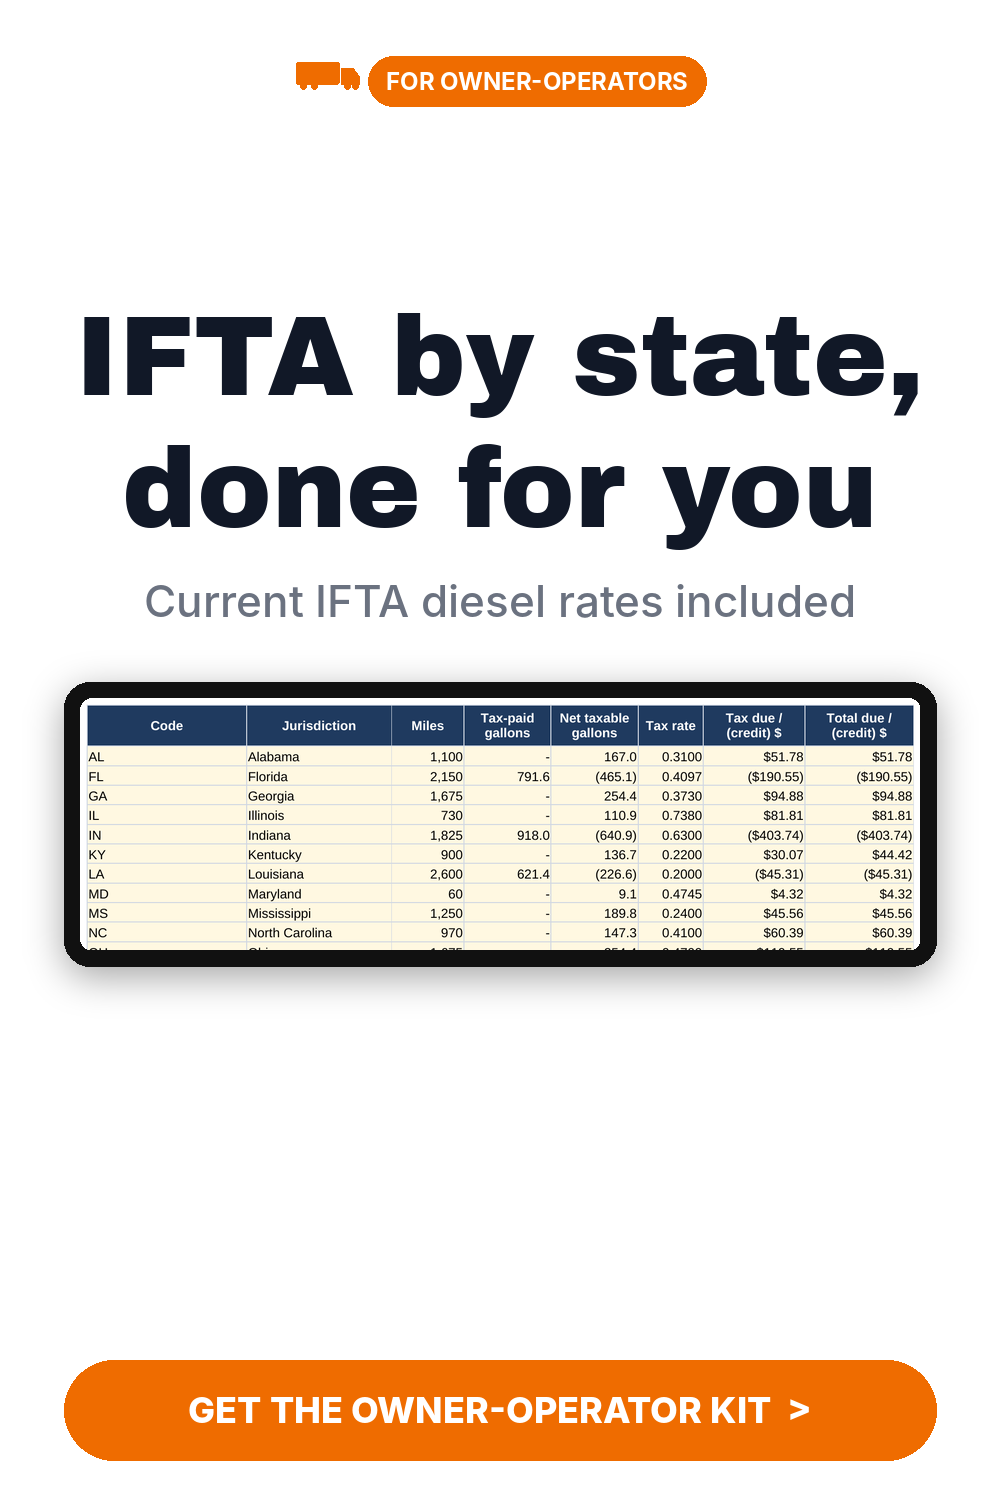 FOR OWNER-OPERATORS
IFTA by state,
done for you
Current IFTA diesel rates included
Code Jurisdiction Miles Tax-paid gallons Net taxable gallons Tax rate Tax due / (credit) $ Total due / (credit) $
AL Alabama 1,100 - 167.0 0.3100 $51.78 $51.78
FL Florida 2,150 791.6 (465.1) 0.4097 ($190.55) ($190.55)
GA Georgia 1,675 - 254.4 0.3730 $94.88 $94.88
IL Illinois 730 - 110.9 0.7380 $81.81 $81.81
IN Indiana 1,825 918.0 (640.9) 0.6300 ($403.74) ($403.74)
KY Kentucky 900 - 136.7 0.2200 $30.07 $44.42
LA Louisiana 2,600 621.4 (226.6) 0.2000 ($45.31) ($45.31)
MD Maryland 60 - 9.1 0.4745 $4.32 $4.32
MS Mississippi 1,250 - 189.8 0.2400 $45.56 $45.56
NC North Carolina 970 - 147.3 0.4100 $60.39 $60.39
GET THE OWNER-OPERATOR KIT >